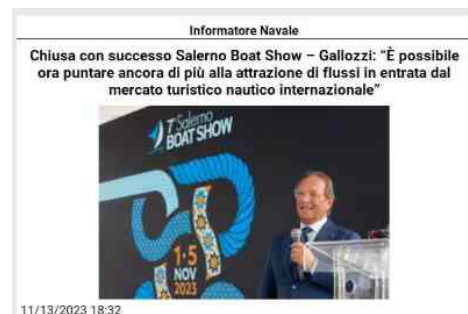 Informatore Navale
Chiusa con successo Salerno Boat Show – Gallozzi: “È possibile
ora puntare ancora di più alla attrazione di flussi in entrata dal
mercato turistico nautico internazionale”
7° Salerno
BOAT SHOW
1·5
NOV
2023
11/13/2023 18:32